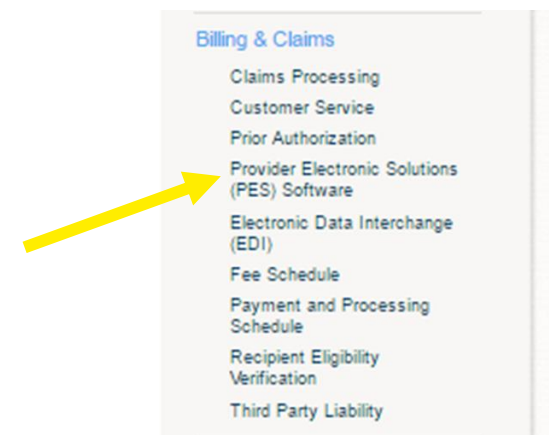 Billing & Claims
Claims Processing
Customer Service
Prior Authorization
Provider Electronic Solutions
(PES) Software
Electronic Data Interchange
(EDI)
Fee Schedule
Payment and Processing
Schedule
Recipient Eligibility
Verification
Third Party Liability